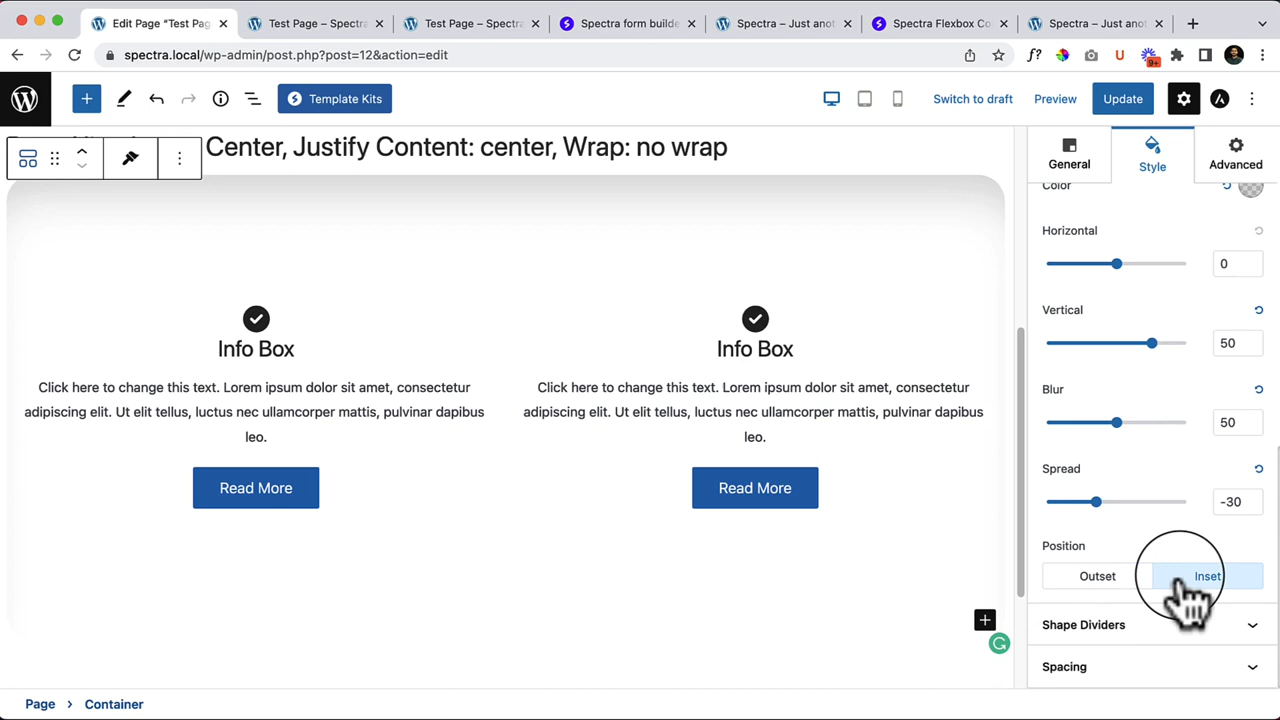 Edit Page “Test Pag
Test Page – Spectra
Test Page – Spectra
Spectra form builde
Spectra – Just anot
Spectra Flexbox Co
Spectra – Just anot
spectra.local/wp-admin/post.php?post=12&action=edit
f?
U
9+
Template Kits
Switch to draft
Preview
Update
Center, Justify Content: center, Wrap: no wrap
General
Style
Advanced
Color
Horizontal
0
Vertical
50
Blur
50
Spread
-30
Position
Outset
Inset
Shape Dividers
Spacing
Info Box
Click here to change this text. Lorem ipsum dolor sit amet, consectetur
adipiscing elit. Ut elit tellus, luctus nec ullamcorper mattis, pulvinar dapibus
leo.
Read More
Info Box
Click here to change this text. Lorem ipsum dolor sit amet, consectetur
adipiscing elit. Ut elit tellus, luctus nec ullamcorper mattis, pulvinar dapibus
leo.
Read More
Page
Container